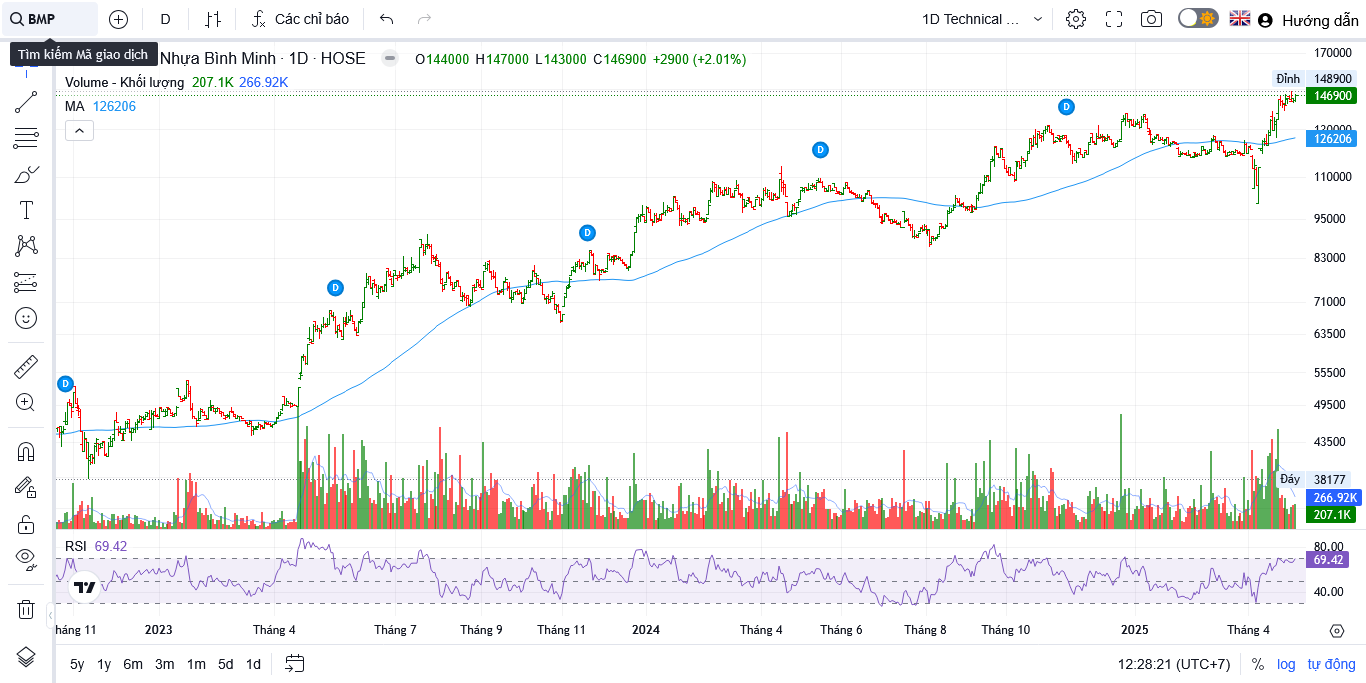 BMP
D
Các chỉ báo
1D Technical ...
Hướng dẫn
Tìm kiếm Mã giao dịch
Nhựa Bình Minh · 1D · HOSE
O144000 H147000 L143000 C146900 +2900 (+2.01%)
Volume - Khối lượng 207.1K 266.92K
MA 126206
170000
Đỉnh 148900
146900
130000
126206
110000
95000
83000
71000
63500
55500
49500
43500
Đáy 38177
266.92K
207.1K
D
D
D
D
D
RSI 69.42
80.00
69.42
40.00
háng 11 2023 Tháng 4 Tháng 7 Tháng 9 Tháng 11 2024 Tháng 4 Tháng 6 Tháng 8 Tháng 10 2025 Tháng 4
5y 1y 6m 3m 1m 5d 1d
12:28:21 (UTC+7) % log tự động